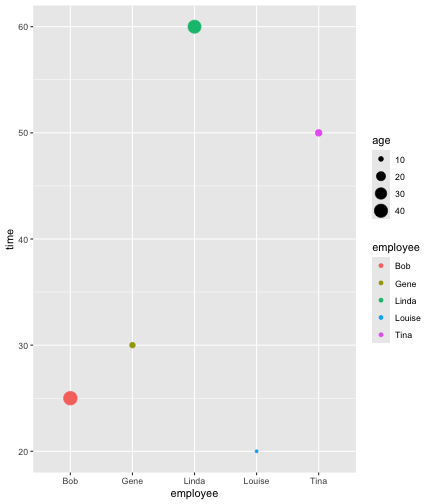 60
50
40
30
20
time
Bob Gene Linda Louise Tina
employee
age
10
20
30
40
employee
Bob
Gene
Linda
Louise
Tina